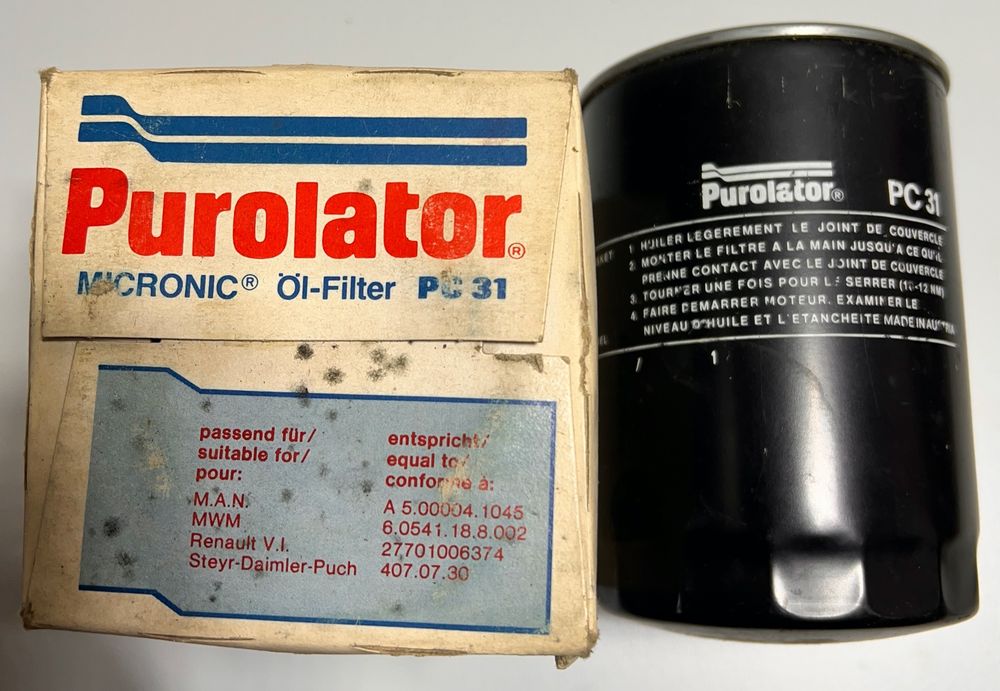 Purolator®
MICRONIC® Öl-Filter PC 31
passend für/
suitable for/
pour:
M.A.N.
MWM
Renault V.I.
Steyr-Daimler-Puch
entspricht/
equal to/
conforme à:
A 5.00004.1045
6.0541.18.8.002
27701006374
407.07.30
Purolator® PC 31
1. HUILER LÉGEREMENT LE JOINT DE COUVERCLE
2. MONTER LE FILTRE A LA MAIN JUSQU'A CE QU'IL
PRENNE CONTACT AVEC LE JOINT DE COUVERCLE
3. TOURNER UNE FOIS POUR LE SERRER
4. FAIRE DEMARRER MOTEUR. EXAMINER LE
NIVEAU D'HUILE ET L'ETANCHEITE MADE IN AUSTRIA